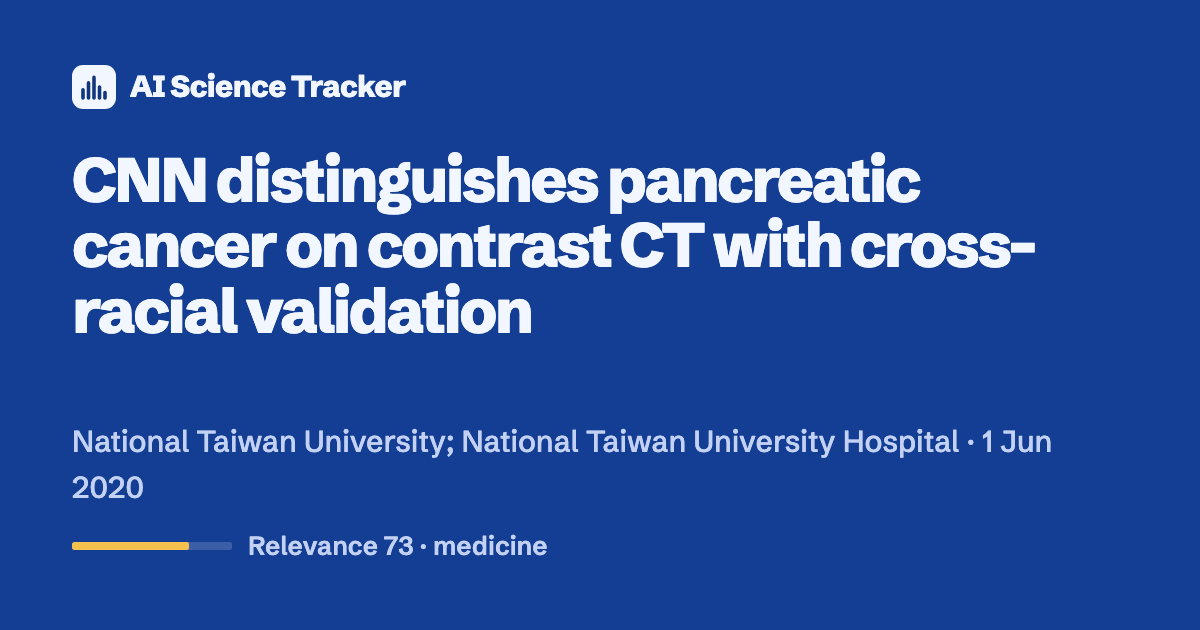 AI Science Tracker
CNN distinguishes pancreatic
cancer on contrast CT with cross-
racial validation
National Taiwan University; National Taiwan University Hospital · 1 Jun
2020
Relevance 73 · medicine